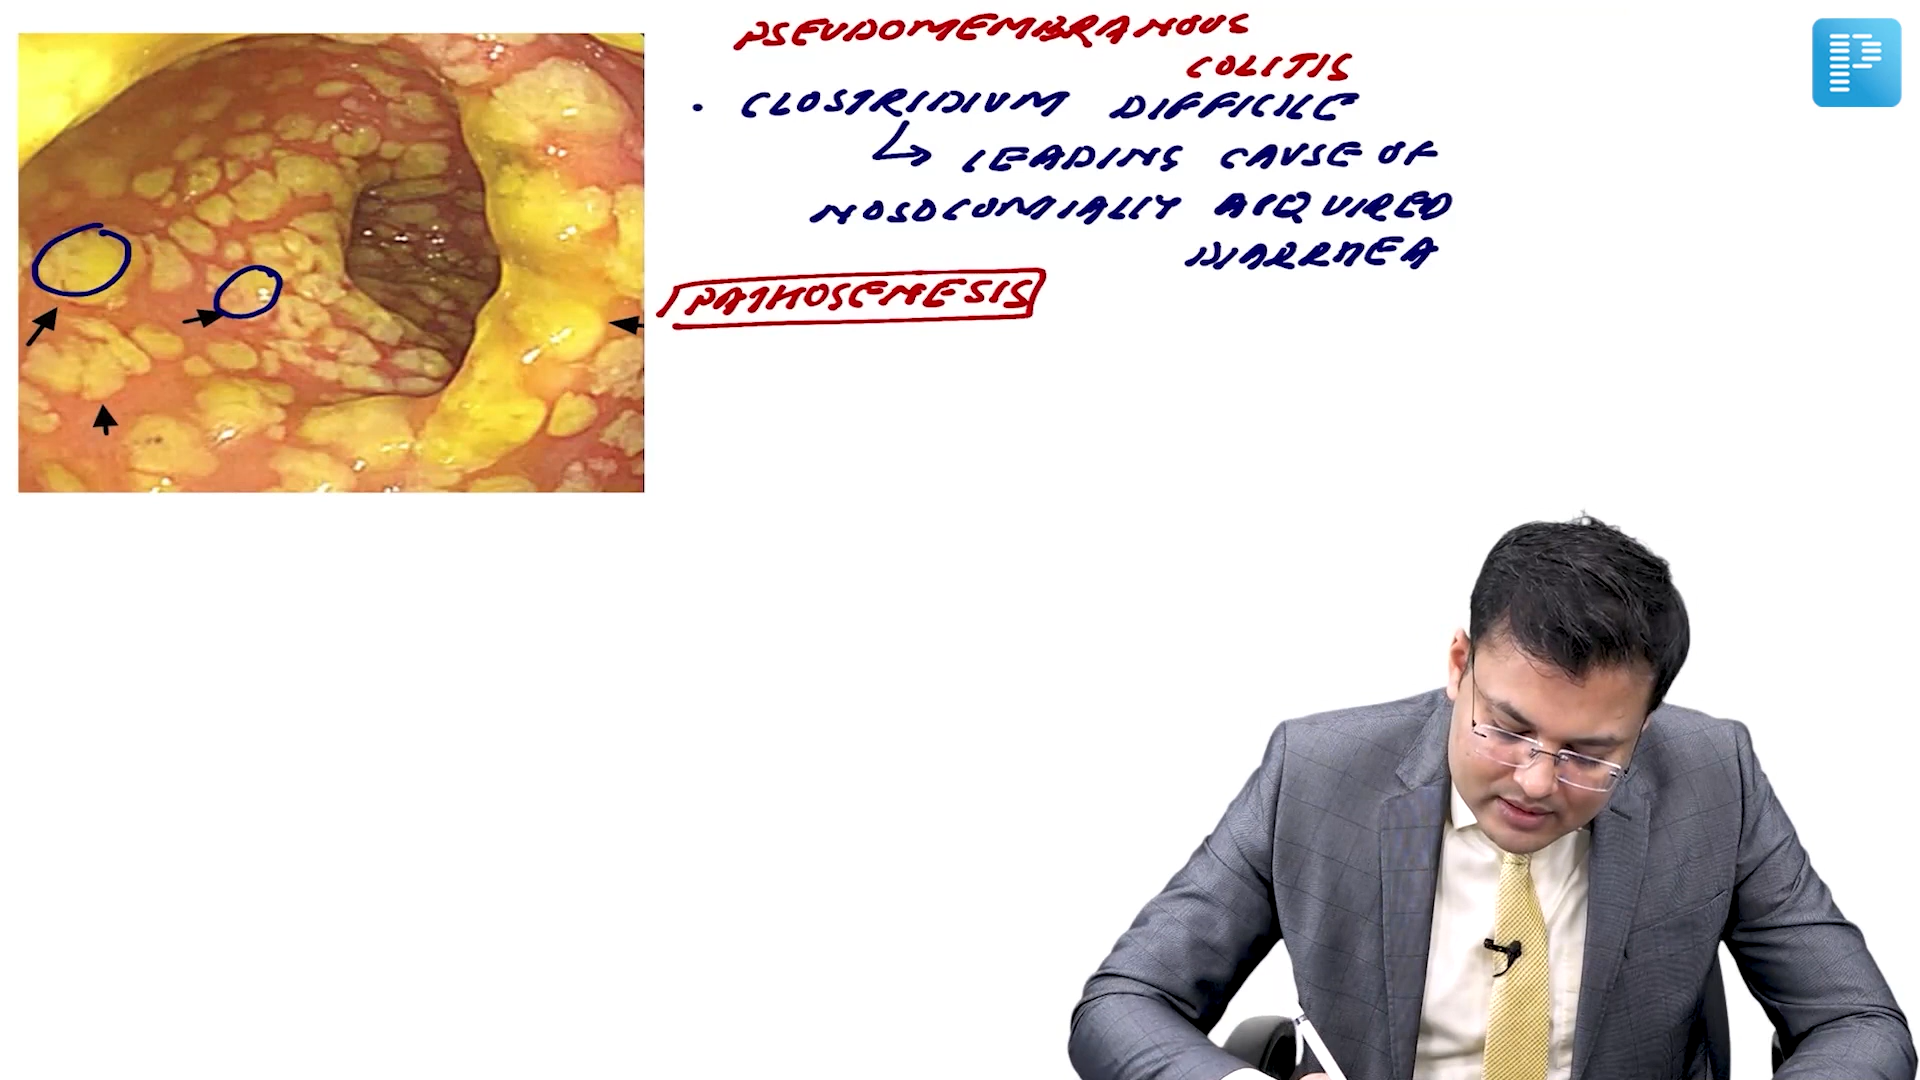 PSEUDOMEMBRANOUS
COLITIS
• CLOSTRIDIUM DIFFICILE
↳ LEADING CAUSE OF
NOSOCOMIALLY ACQUIRED
DIARRHEA
PATHOGENESIS
P